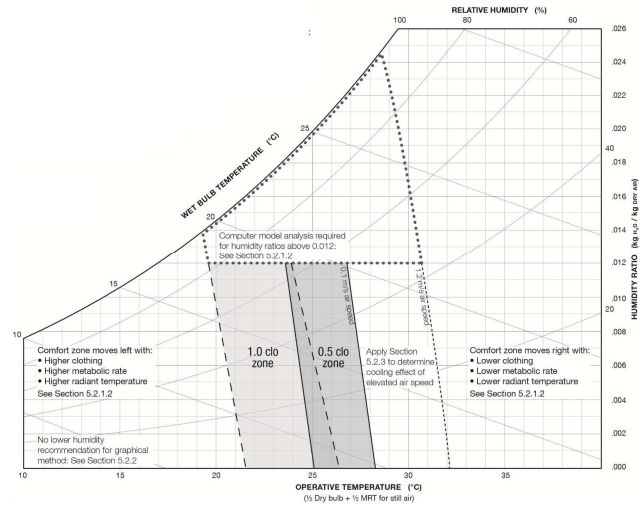 RELATIVE HUMIDITY (%)
100
80
60
:
.026
.024
.022
.020
40
.018
.016
.014
.012
.010
20
.008
.006
.004
.002
.000
HUMIDITY RATIO (kg H₂O / kg DRY AIR)
WET BULB TEMPERATURE (°C)
25
20
15
10
Computer model analysis required
for humidity ratios above 0.012:
See Section 5.2.1.2
0.1 m/s air speed
1.2 m/s air speed
1.0 clo
zone
0.5 clo
zone
Comfort zone moves left with:
• Higher clothing
• Higher metabolic rate
• Higher radiant temperature
See Section 5.2.1.2
Apply Section
5.2.3 to determine
cooling effect of
elevated air speed
Comfort zone moves right with:
• Lower clothing
• Lower metabolic rate
• Lower radiant temperature
See Section 5.2.1.2
No lower humidity
recommendation for graphical
method: See Section 5.2.2
10
15
20
25
30
35
OPERATIVE TEMPERATURE (°C)
(½ Dry bulb + ½ MRT for still air)